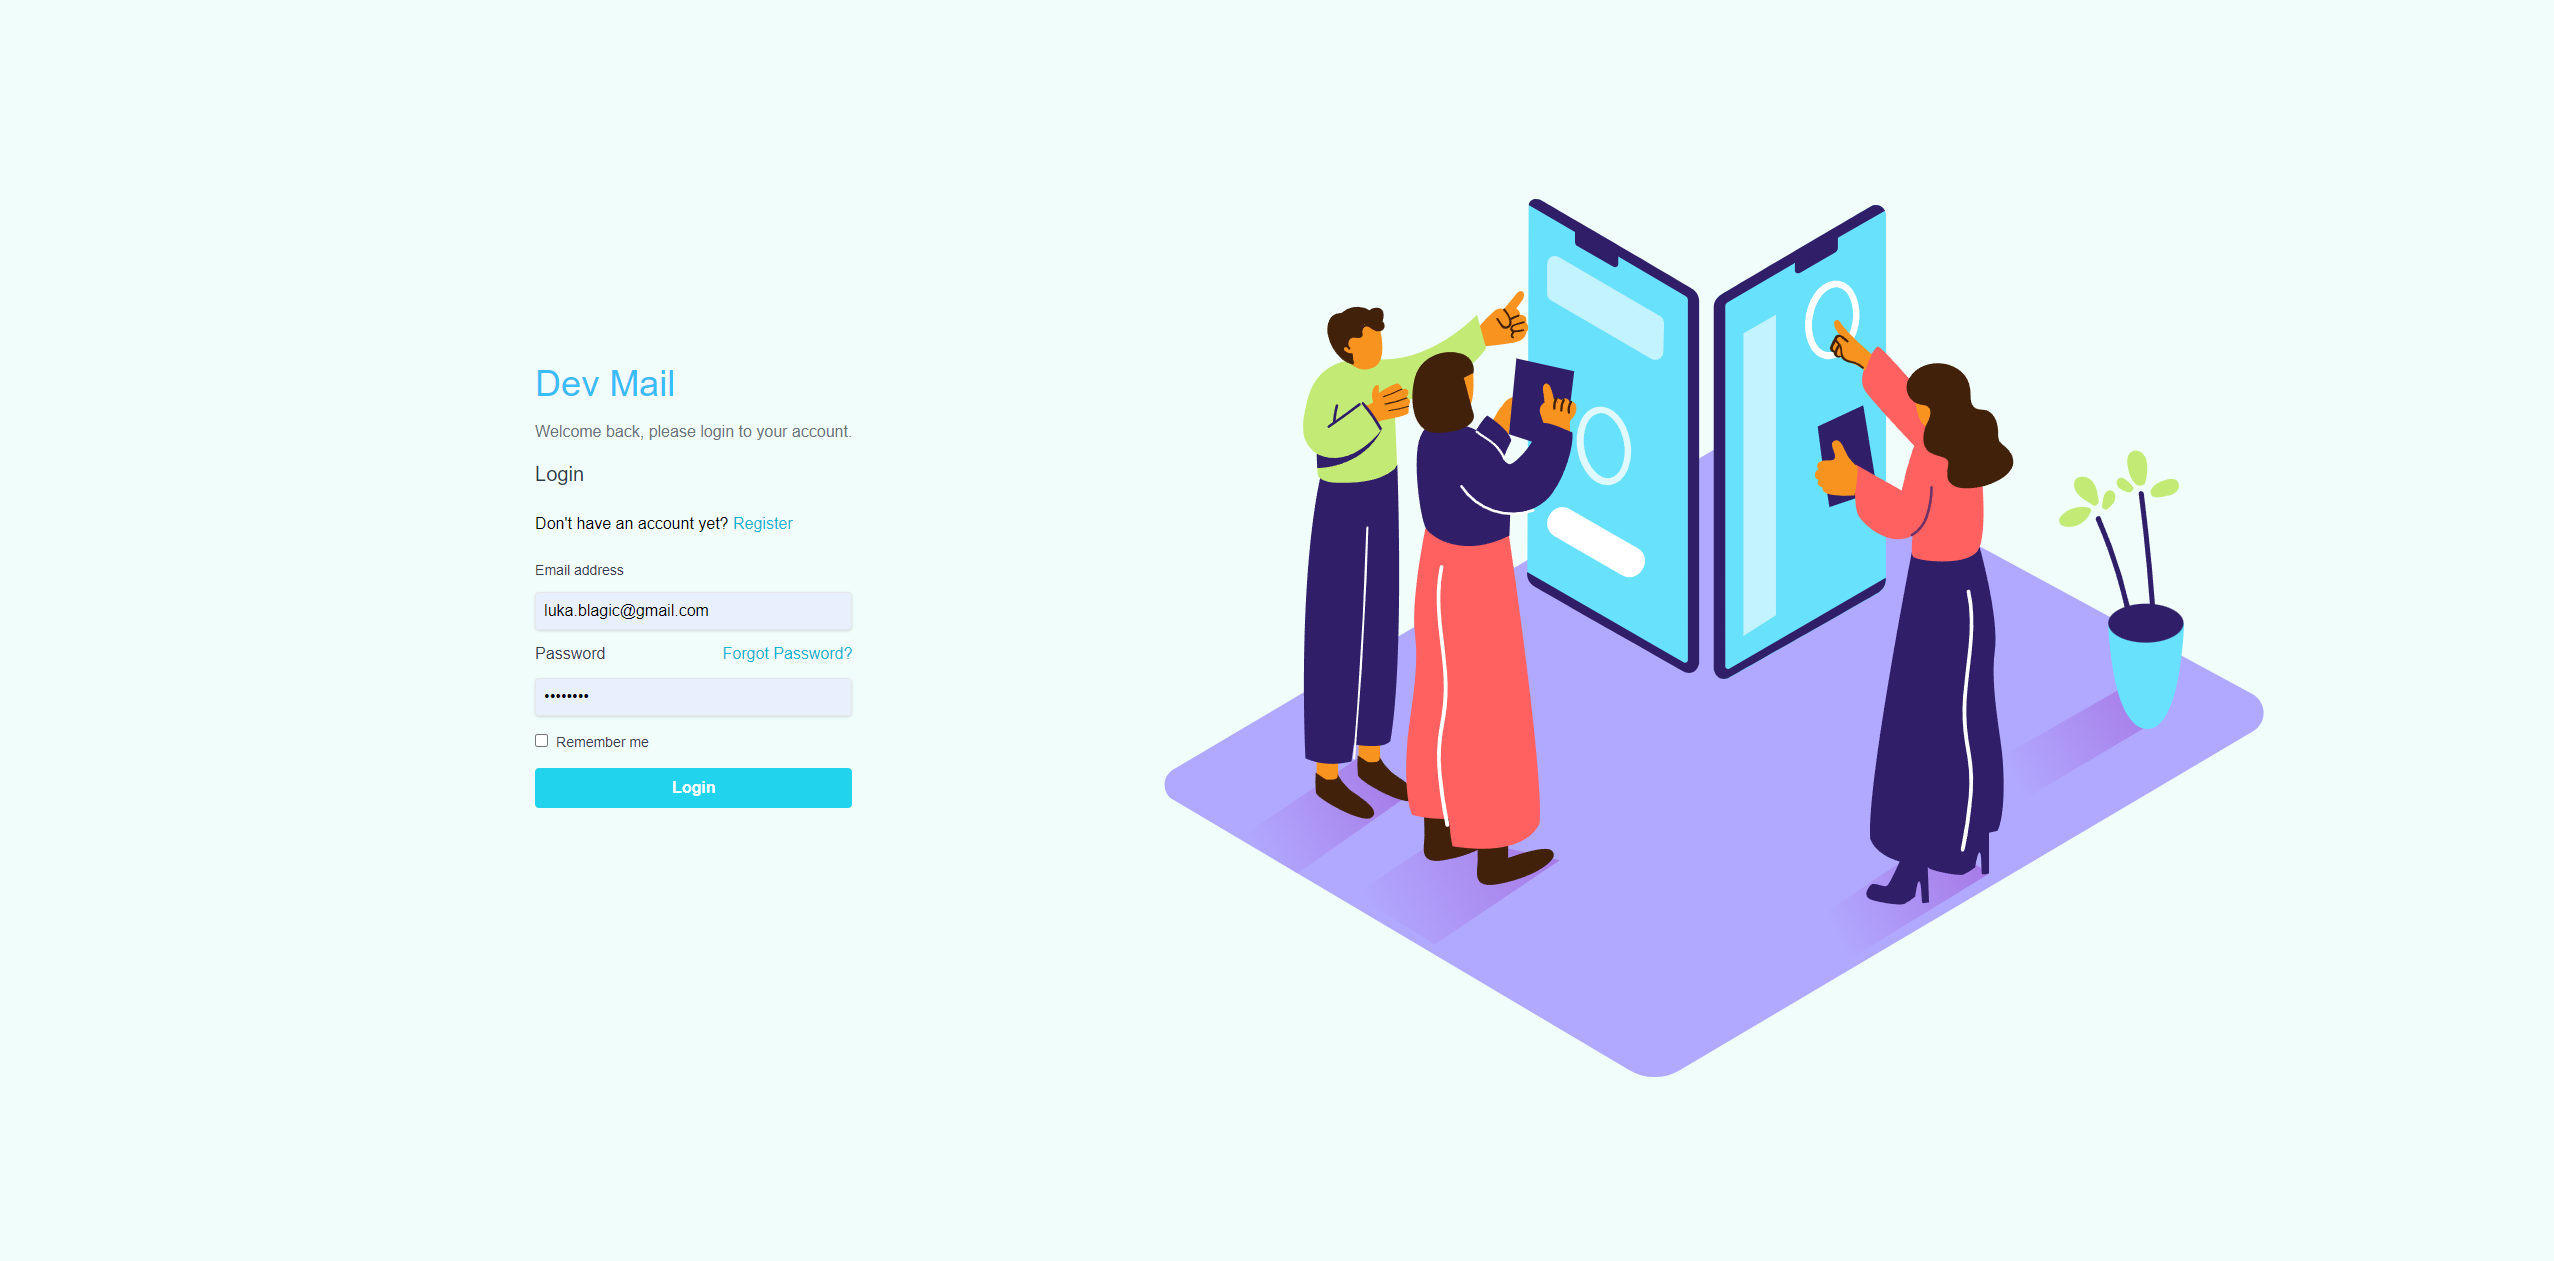 Dev Mail
Welcome back, please login to your account.
Login
Don't have an account yet? Register
Email address
luka.blagic@gmail.com
Password Forgot Password?
••••••••
Remember me
Login